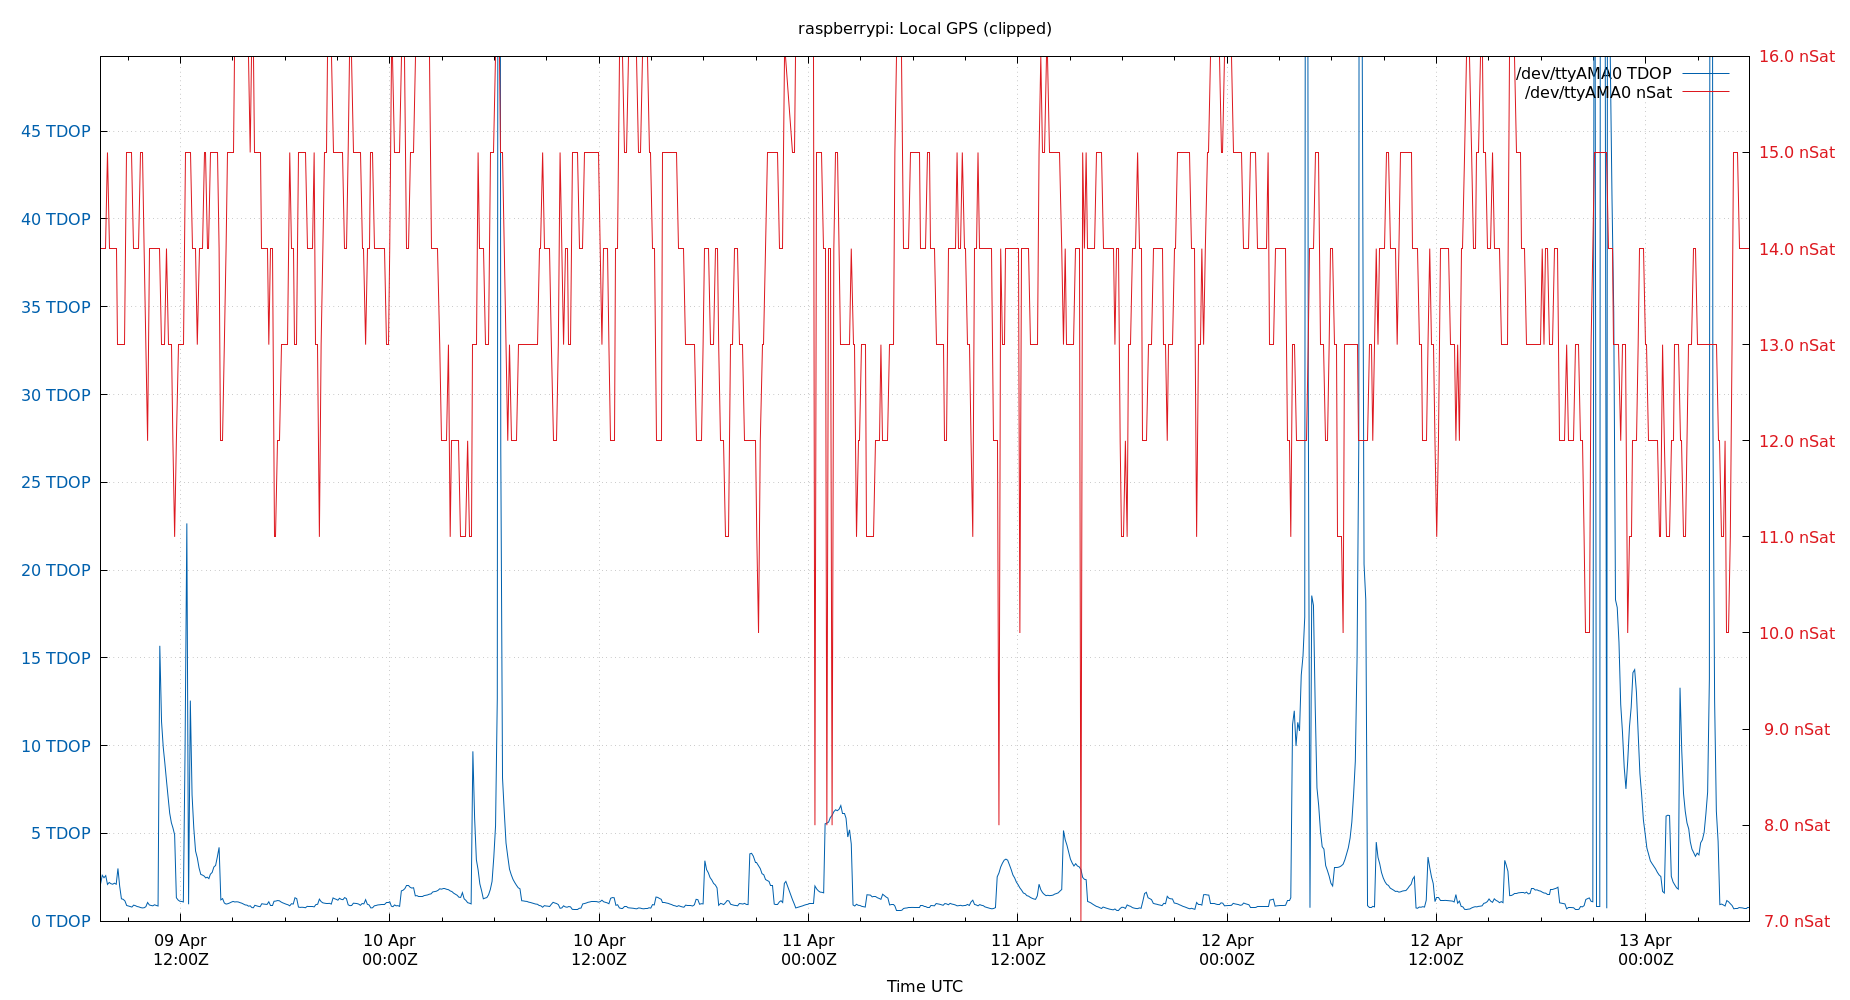 raspberrypi: Local GPS (clipped)
/dev/ttyAMA0 TDOP
/dev/ttyAMA0 nSat
45 TDOP
40 TDOP
35 TDOP
30 TDOP
25 TDOP
20 TDOP
15 TDOP
10 TDOP
5 TDOP
0 TDOP
16.0 nSat
15.0 nSat
14.0 nSat
13.0 nSat
12.0 nSat
11.0 nSat
10.0 nSat
9.0 nSat
8.0 nSat
7.0 nSat
09 Apr 10 Apr 10 Apr 11 Apr 11 Apr 12 Apr 12 Apr 13 Apr
12:00Z 00:00Z 12:00Z 00:00Z 12:00Z 00:00Z 12:00Z 00:00Z
Time UTC